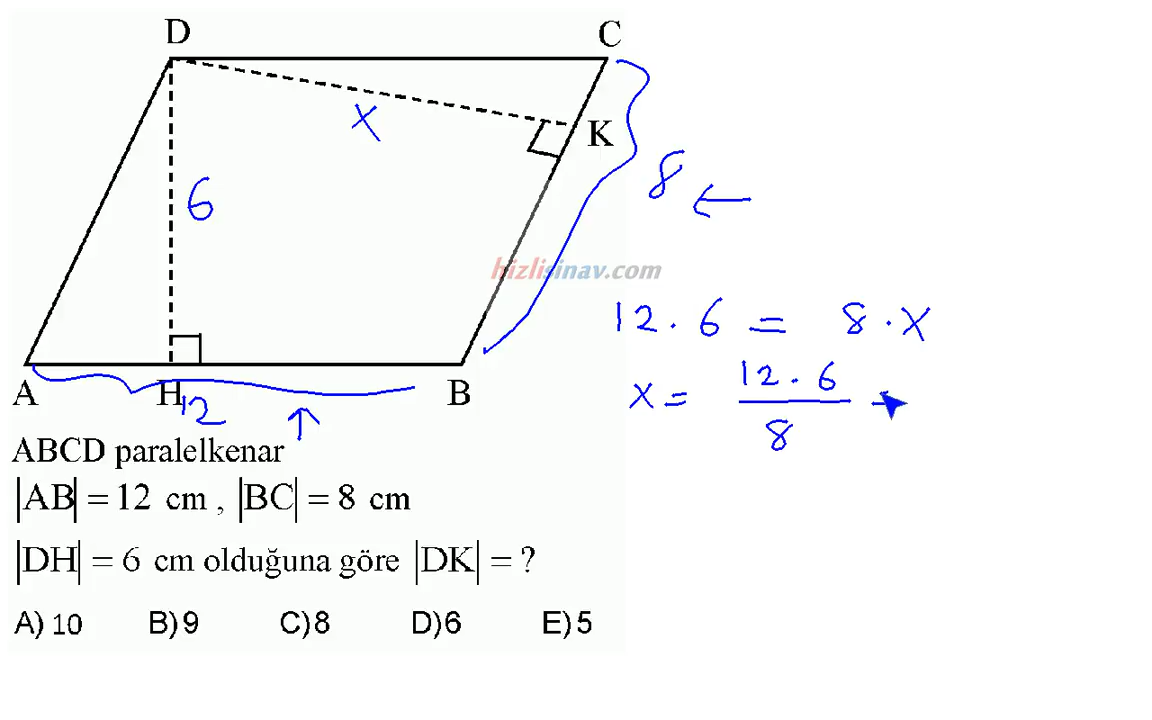 D
C
x
K
6
8 ←
hizlisinav.com
12 . 6 = 8 . x
A
H
B
12
x = 12 . 6 / 8 =
ABCD paralelkenar
|AB| = 12 cm , |BC| = 8 cm
|DH| = 6 cm olduğuna göre |DK| = ?
A) 10 B) 9 C) 8 D) 6 E) 5